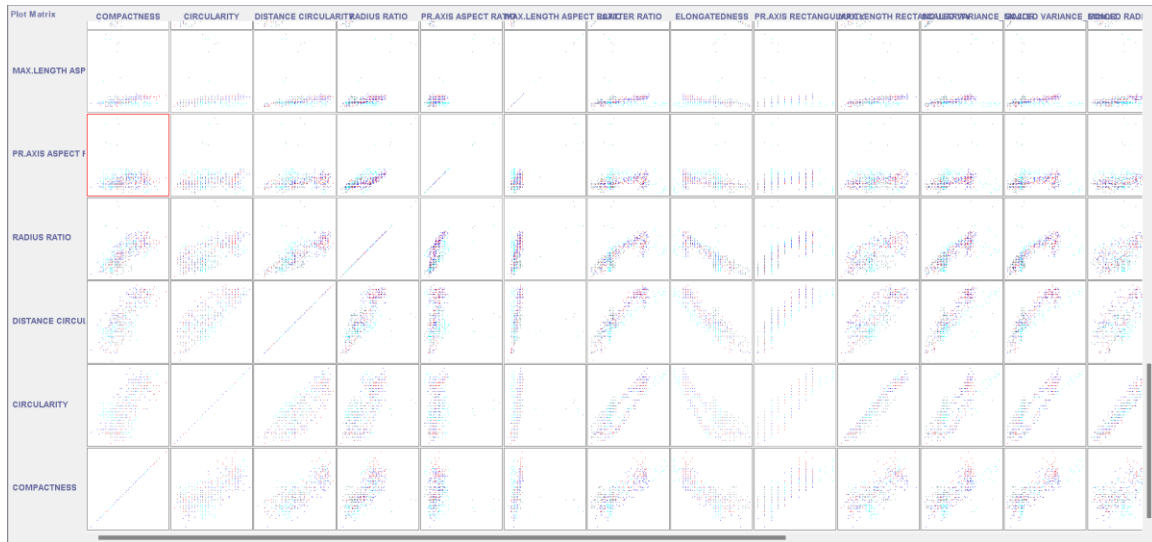 Plot Matrix
COMPACTNESS CIRCULARITY DISTANCE CIRCULARITY RADIUS RATIO PR.AXIS ASPECT RATIO MAX.LENGTH ASPECT RATIO SCATTER RATIO ELONGATEDNESS PR.AXIS RECTANGULARITY MAX.LENGTH RECTANGULARITY SCALED VARIANCE SCALED VARIANCE RADI
MAX.LENGTH ASP
PR.AXIS ASPECT F
RADIUS RATIO
DISTANCE CIRCUL
CIRCULARITY
COMPACTNESS